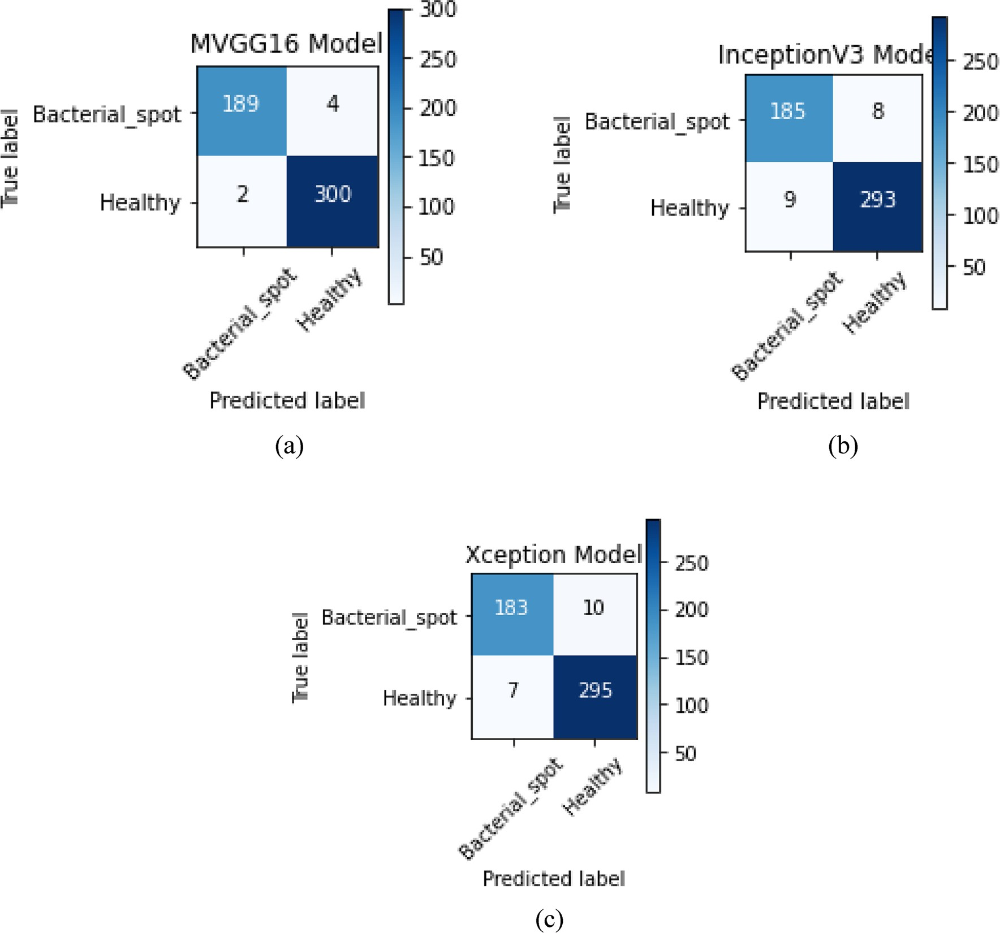 MVGG16 Model
300
250
200
150
100
50
True label
Bacterial_spot
189
4
Healthy
2
300
Bacterial_spot
Healthy
Predicted label
(a)
InceptionV3 Mode
250
200
150
100
50
True label
Bacterial_spot
185
8
Healthy
9
293
Bacterial_spot
Healthy
Predicted label
(b)
Xception Model
250
200
150
100
50
True label
Bacterial_spot
183
10
Healthy
7
295
Bacterial_spot
Healthy
Predicted label
(c)